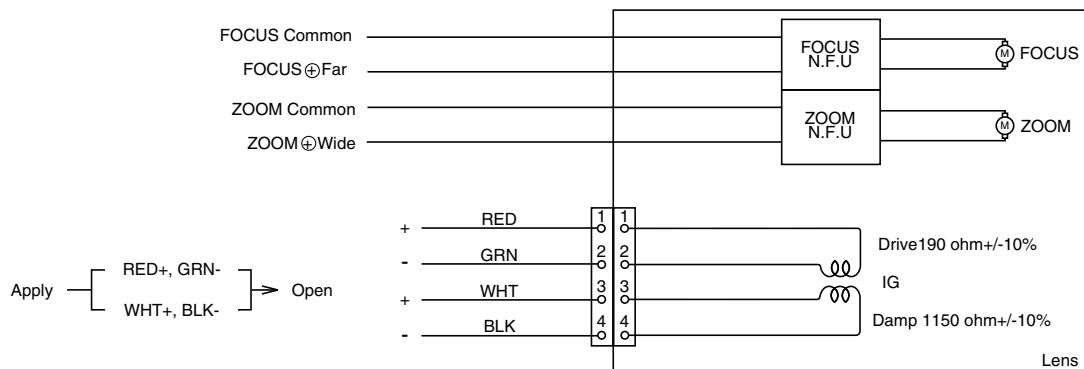 FOCUS Common
FOCUS⊕Far
ZOOM Common
ZOOM⊕Wide
FOCUS
N.F.U
ZOOM
N.F.U
M FOCUS
M ZOOM
Apply
RED+, GRN-
WHT+, BLK-
Open
+ RED 1 1
- GRN 2 2
+ WHT 3 3
- BLK 4 4
Drive190 ohm+/-10%
IG
Damp 1150 ohm+/-10%
Lens